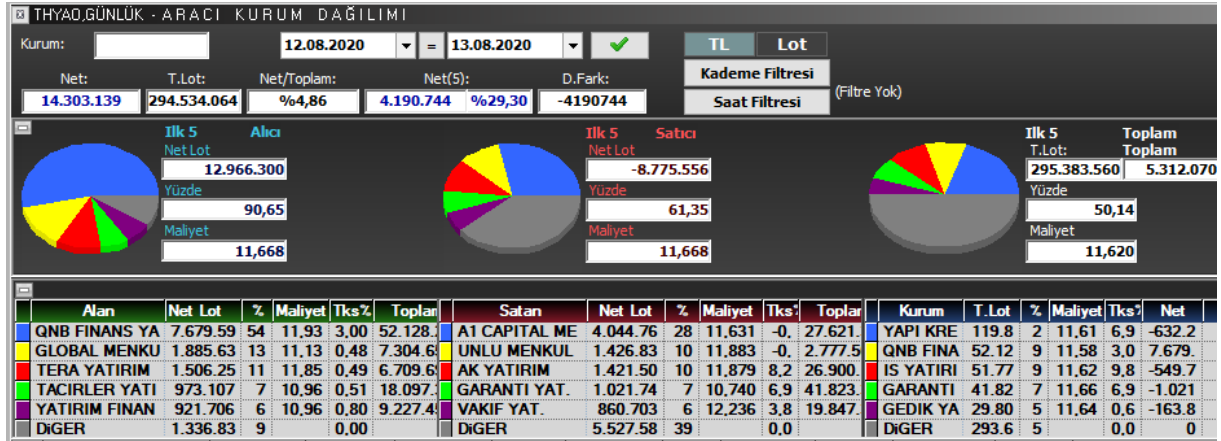 THYAO,GÜNLÜK - ARACI KURUM DAĞILIMI
Kurum: 12.08.2020 = 13.08.2020 TL Lot
Net: T.Lot: Net/Toplam: Net(5): D.Fark: Kademe Filtresi
14.303.139 294.534.064 %4,86 4.190.744 %29,30 -4190744 Saat Filtresi (Filtre Yok)
Ilk 5 Alıcı Ilk 5 Satıcı Ilk 5 Toplam
Net Lot Net Lot T.Lot: Toplam
12.966.300 -8.775.556 295.383.560 5.312.070
Yüzde Yüzde Yüzde
90,65 61,35 50,14
Maliyet Maliyet Maliyet
11,668 11,668 11,620
Alan Net Lot % Maliyet Tks% Toplar Satan Net Lot % Maliyet Tks Toplar Kurum T.Lot % Maliyet Tks Net
QNB FINANS YA 7.679.59 54 11,93 3,00 52.128. A1 CAPITAL ME 4.044.76 28 11,631 -0, 27.621. YAPI KRE 119.8 2 11,61 6,9 -632.2
GLOBAL MENKU 1.885.63 13 11,13 0,48 7.304.6 UNLU MENKUL 1.426.83 10 11,883 -0, 2.777.5 QNB FINA 52.12 9 11,58 3,0 7.679.
TERA YATIRIM 1.506.25 11 11,85 0,49 6.709.6 AK YATIRIM 1.421.50 10 11,879 8,2 26.900. IS YATIRI 51.77 9 11,62 9,8 -549.7
TACIRLER YATI 973.107 7 10,96 0,51 18.097. GARANTI YAT. 1.021.74 7 10,740 6,9 41.823. GARANTI 41.82 7 11,66 6,9 -1.021
YATIRIM FINAN 921.706 6 10,96 0,80 9.227.4 VAKIF YAT. 860.703 6 12,236 3,8 19.847. GEDIK YA 29.80 5 11,64 0,6 -163.8
DiGER 1.336.83 9 0,00 DiGER 5.527.58 39 0,0 DiGER 293.6 5 0,0 0